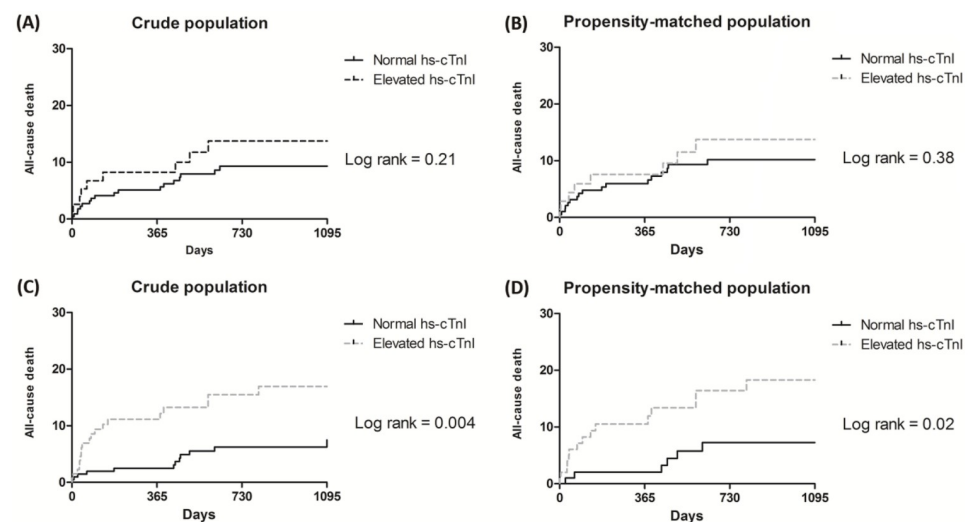 (A)
Crude population
30
20
10
0
All-cause death
0 365 730 1095
Days
Normal hs-cTnI
Elevated hs-cTnI
Log rank = 0.21
(B)
Propensity-matched population
30
20
10
0
All-cause death
0 365 730 1095
Days
Normal hs-cTnI
Elevated hs-cTnI
Log rank = 0.38
(C)
Crude population
30
20
10
0
All-cause death
0 365 730 1095
Days
Normal hs-cTnI
Elevated hs-cTnI
Log rank = 0.004
(D)
Propensity-matched population
30
20
10
0
All-cause death
0 365 730 1095
Days
Normal hs-cTnI
Elevated hs-cTnI
Log rank = 0.02